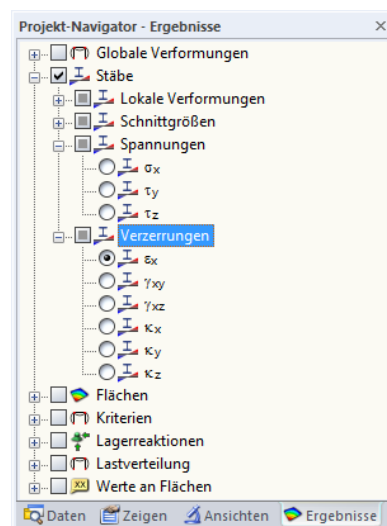 Projekt-Navigator - Ergebnisse
Globale Verformungen
Stäbe
Lokale Verformungen
Schnittgrößen
Spannungen
σx
τy
τz
Verzerrungen
εx
γxy
γxz
κx
κy
κz
Flächen
Kriterien
Lagerreaktionen
Lastverteilung
xx Werte an Flächen
Daten Zeigen Ansichten Ergebnisse